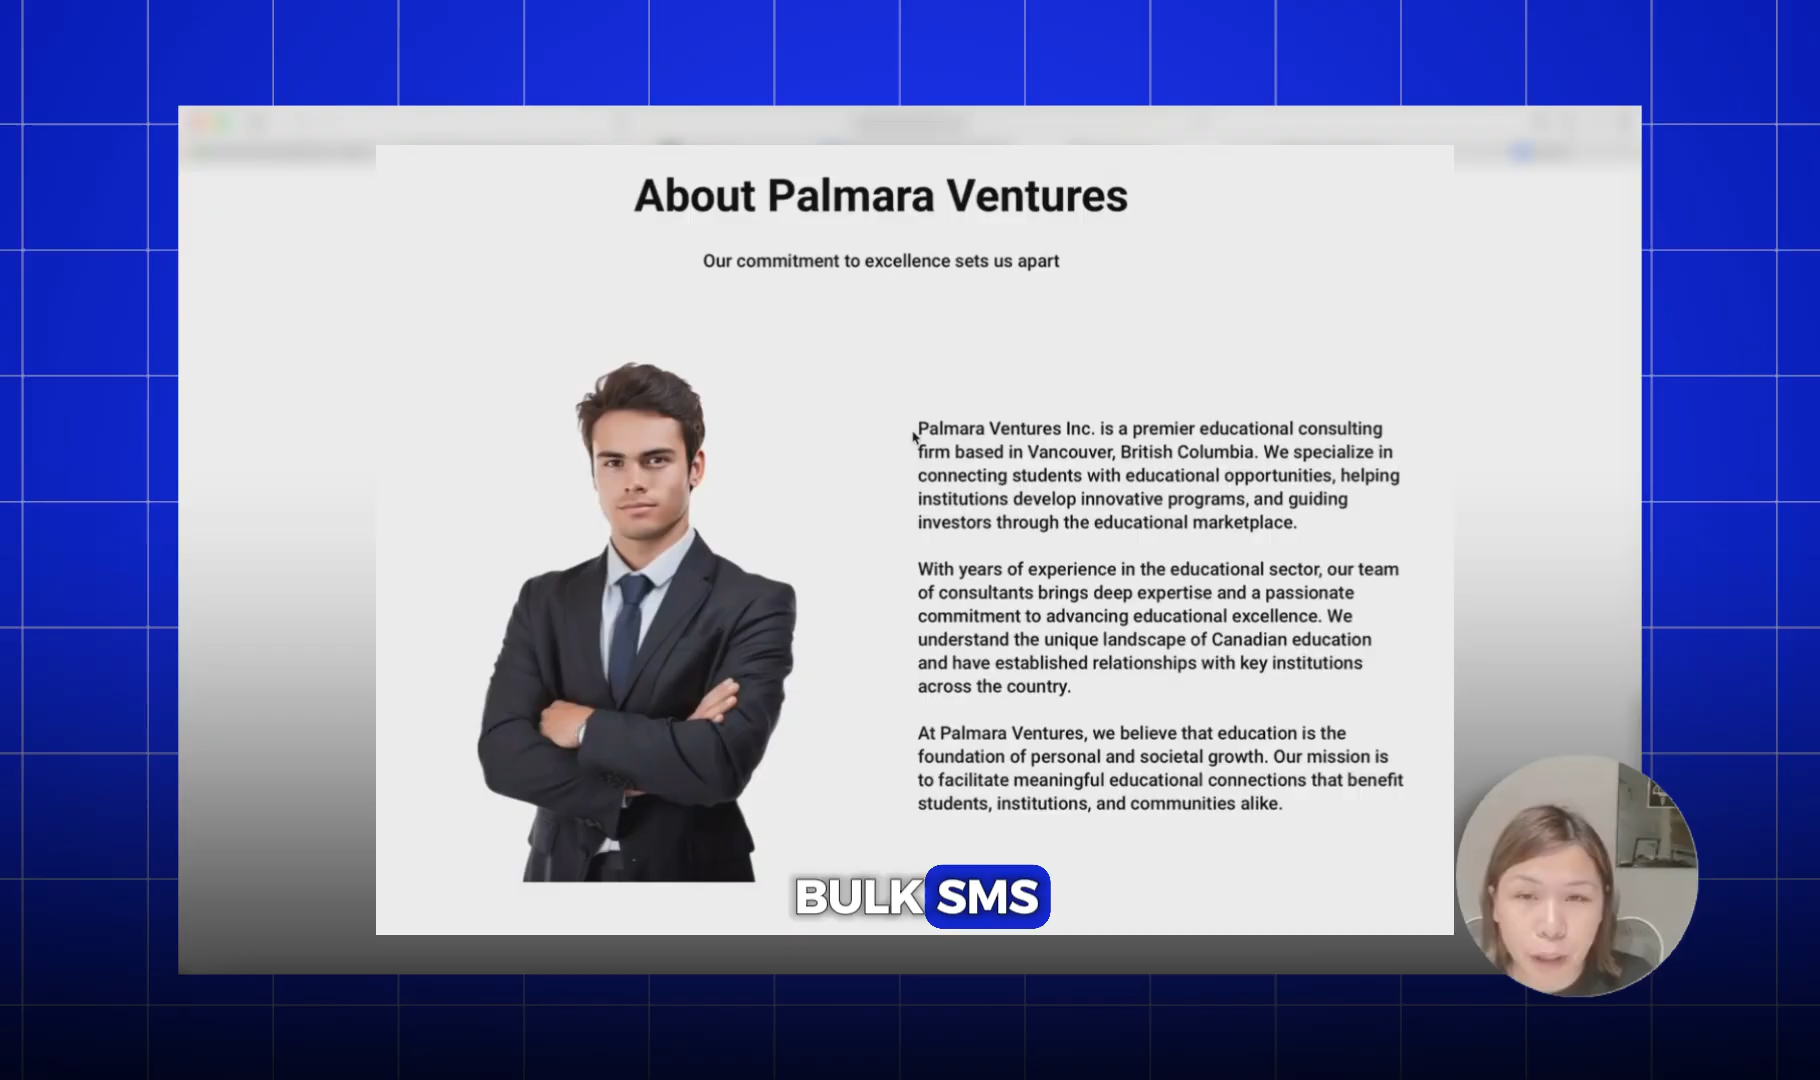 About Palmara Ventures
Our commitment to excellence sets us apart
Palmara Ventures Inc. is a premier educational consulting
firm based in Vancouver, British Columbia. We specialize in
connecting students with educational opportunities, helping
institutions develop innovative programs, and guiding
investors through the educational marketplace.
With years of experience in the educational sector, our team
of consultants brings deep expertise and a passionate
commitment to advancing educational excellence. We
understand the unique landscape of Canadian education
and have established relationships with key institutions
across the country.
At Palmara Ventures, we believe that education is the
foundation of personal and societal growth. Our mission is
to facilitate meaningful educational connections that benefit
students, institutions, and communities alike.
BULK SMS